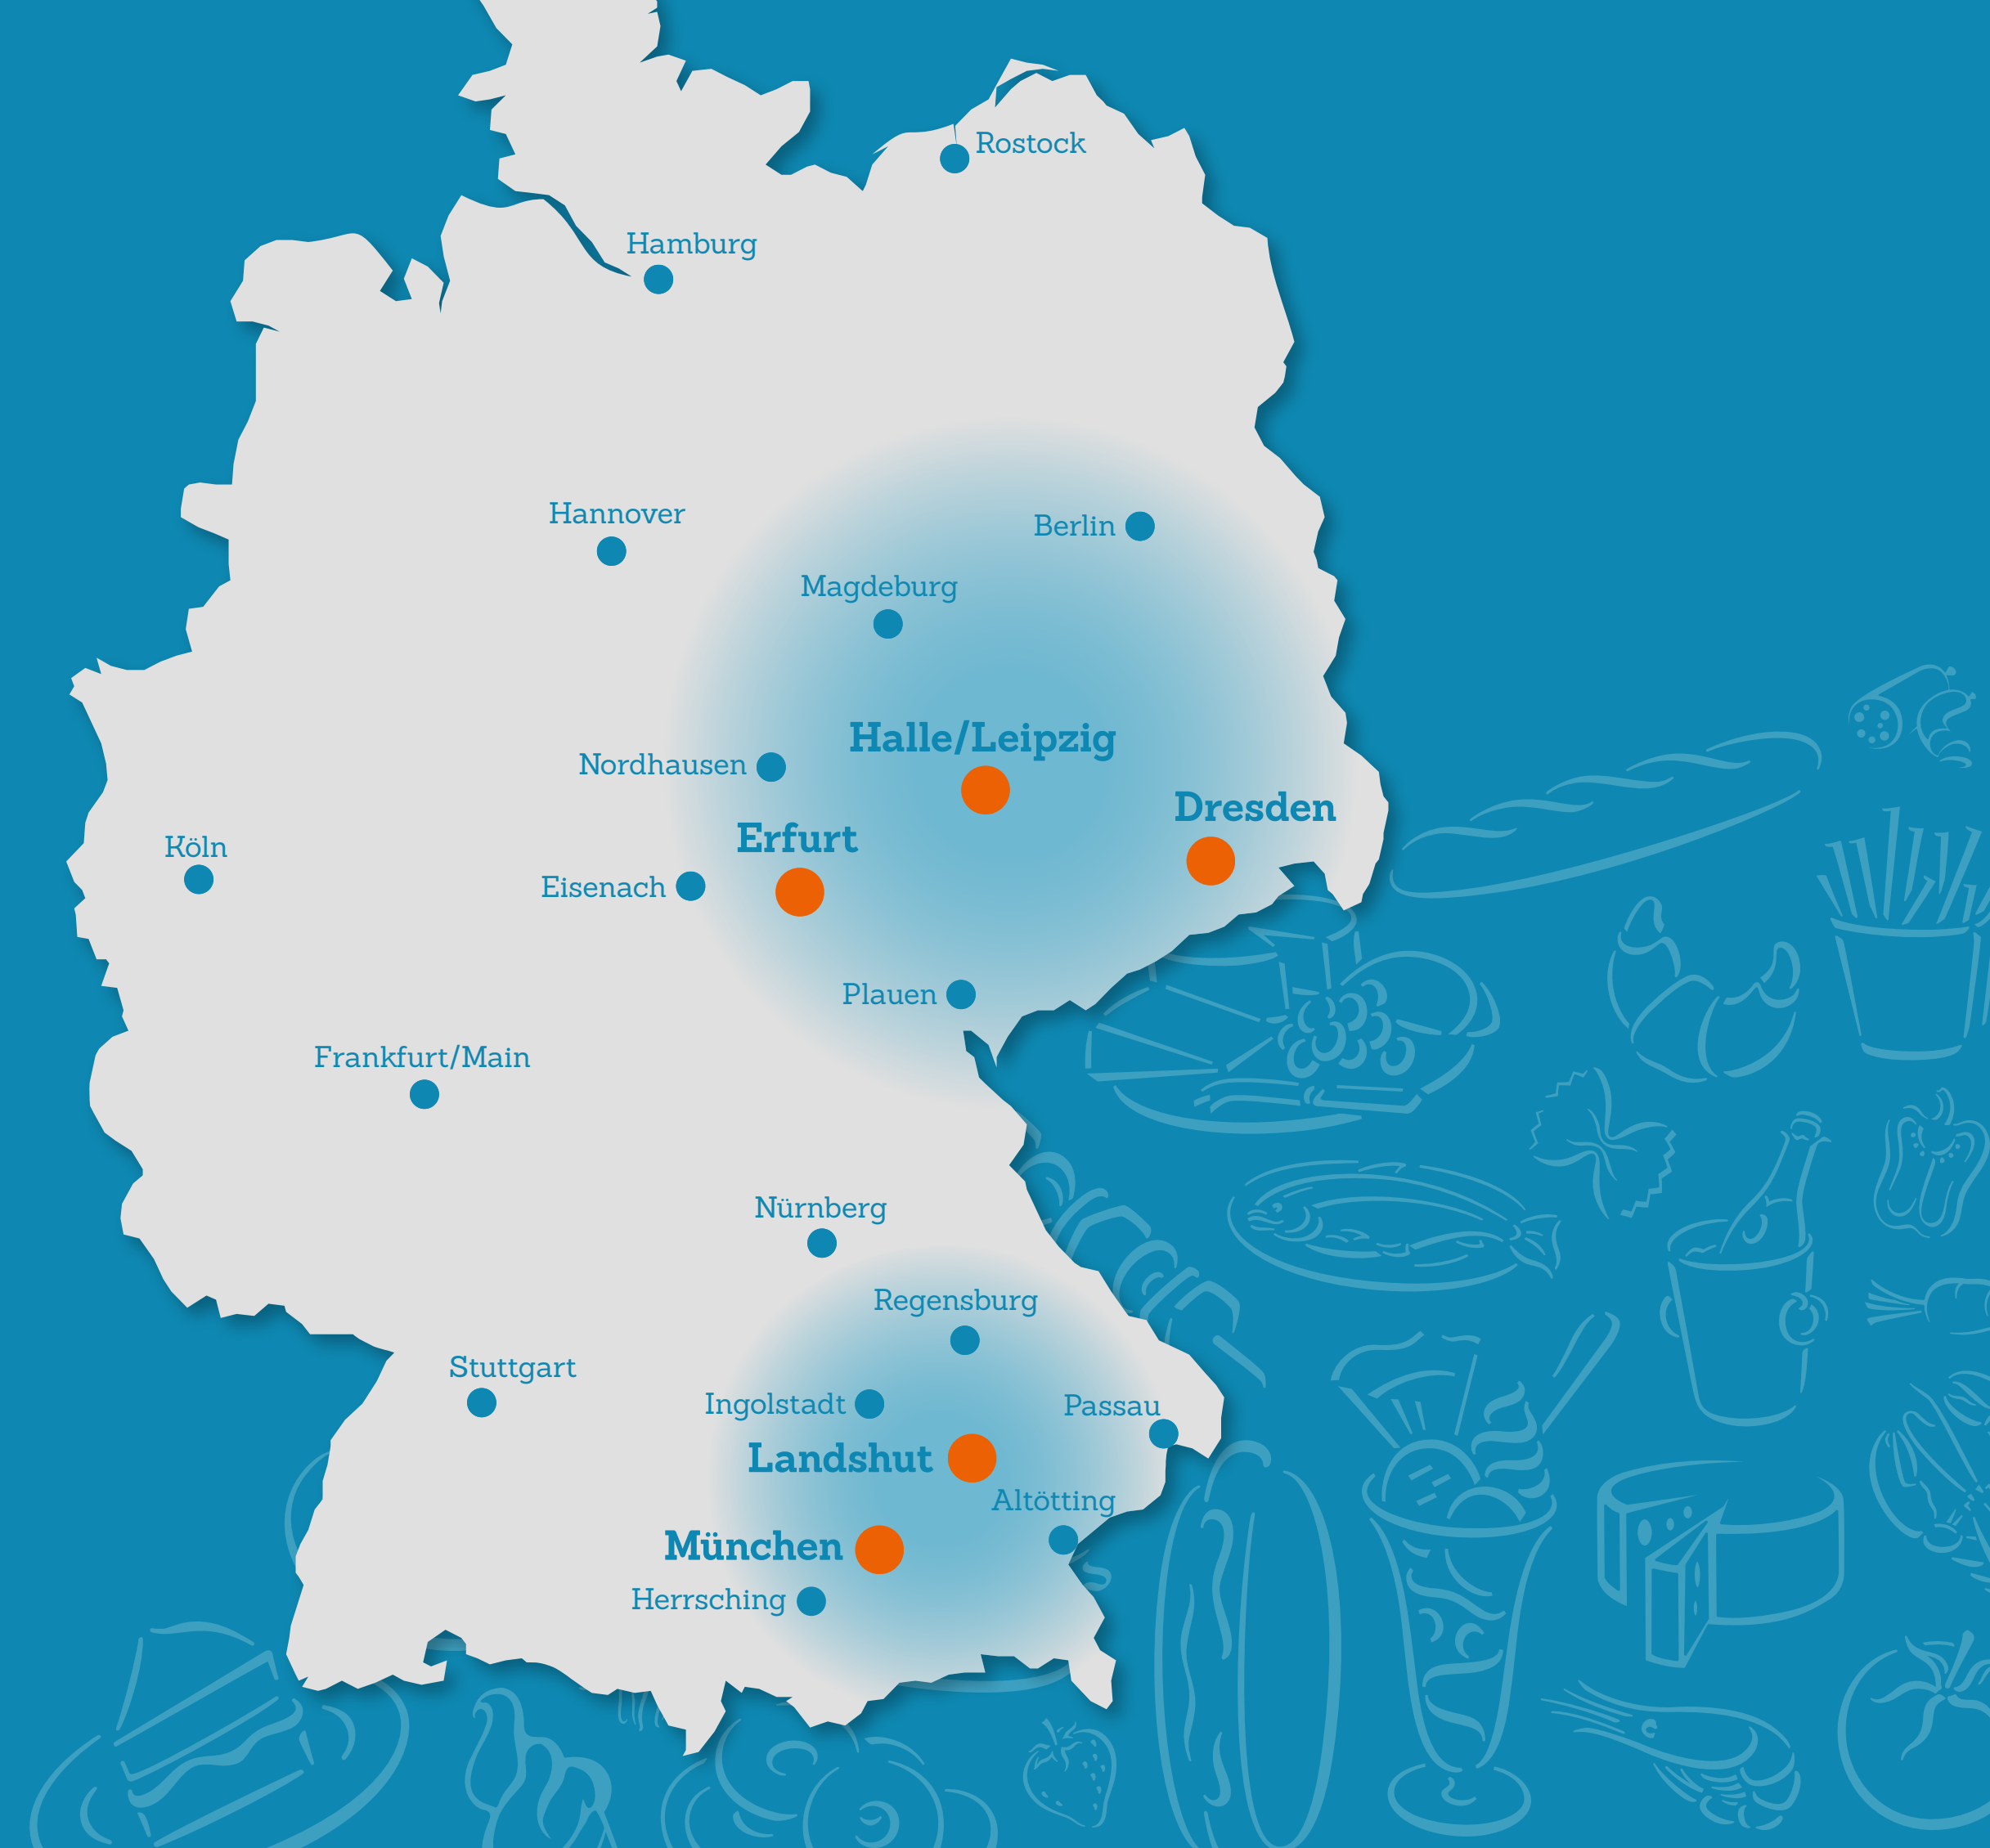 Rostock
Hamburg
Hannover
Berlin
Magdeburg
Halle/Leipzig
Nordhausen
Dresden
Erfurt
Köln
Eisenach
Plauen
Frankfurt/Main
Nürnberg
Regensburg
Stuttgart
Ingolstadt
Passau
Landshut
Altötting
München
Herrsching